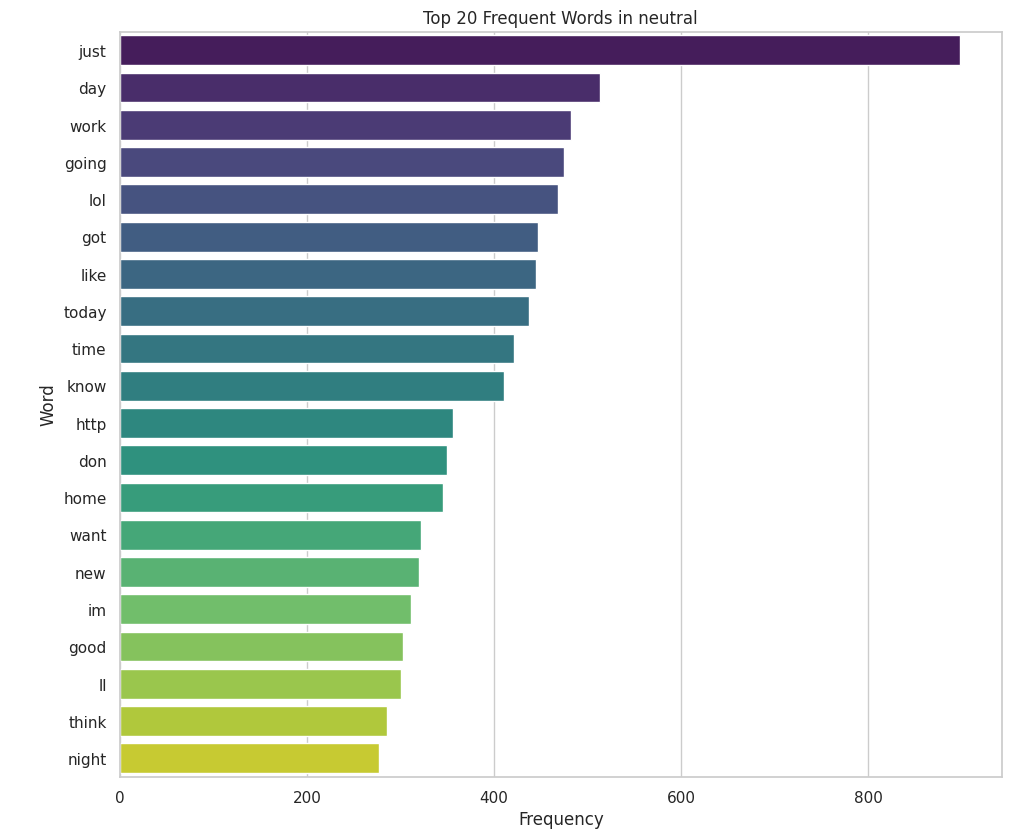 Top 20 Frequent Words in neutral
just
day
work
going
lol
got
like
today
time
know
http
don
home
want
new
im
good
ll
think
night
Word
0 200 400 600 800
Frequency